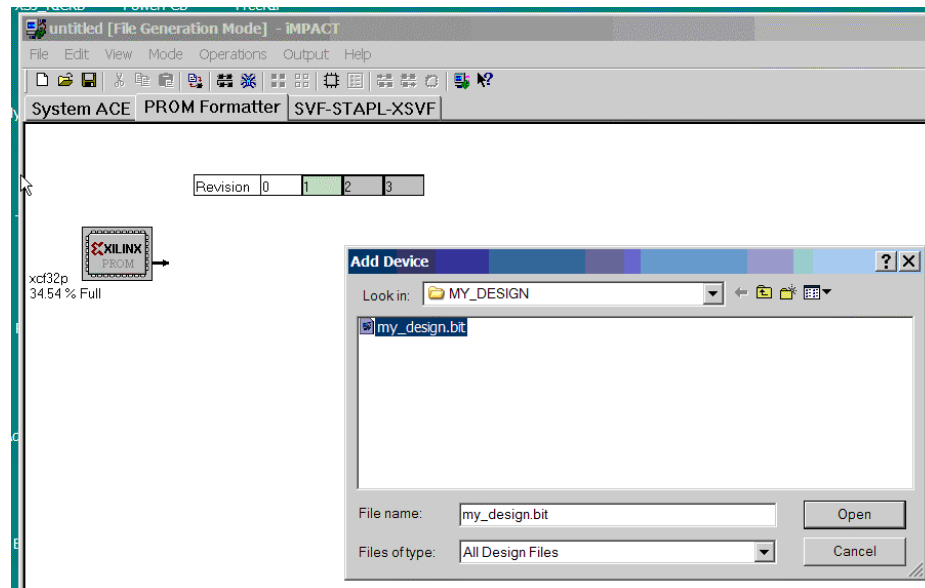 untitled [File Generation Mode] - iMPACT
File Edit View Mode Operations Output Help
System ACE PROM Formatter SVF-STAPL-XSVF
Revision 0 1 2 3
XILINX
PROM
xcf32p
34.54 % Full
Add Device
Look in: MY_DESIGN
my_design.bit
File name: my_design.bit Open
Files of type: All Design Files Cancel